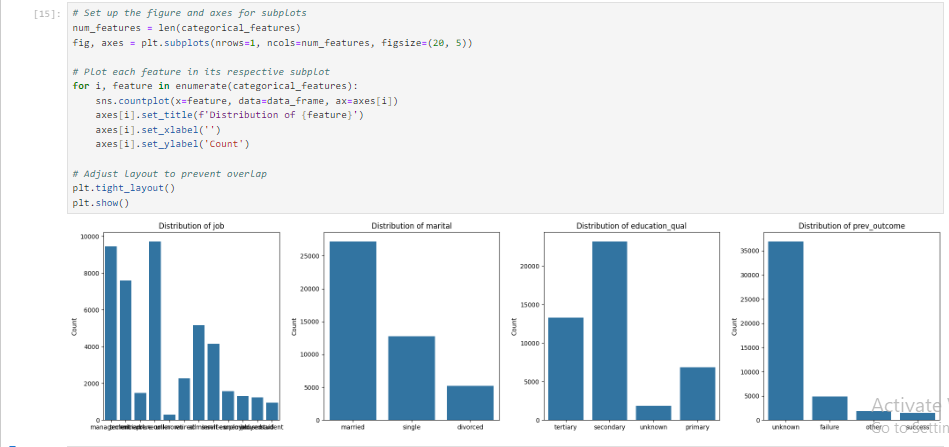 [15]:
# Set up the figure and axes for subplots
num_features = len(categorical_features)
fig, axes = plt.subplots(nrows=1, ncols=num_features, figsize=(20, 5))
# Plot each feature in its respective subplot
for i, feature in enumerate(categorical_features):
sns.countplot(x=feature, data=data_frame, ax=axes[i])
axes[i].set_title(f'Distribution of {feature}')
axes[i].set_xlabel('')
axes[i].set_ylabel('Count')
# Adjust layout to prevent overlap
plt.tight_layout()
plt.show()
Distribution of job
10000
8000
6000
4000
2000
0
Count
Distribution of marital
25000
20000
15000
10000
5000
0
Count
married single divorced
Distribution of education_qual
20000
15000
10000
5000
0
Count
tertiary secondary unknown primary
Distribution of prev_outcome
35000
30000
25000
20000
15000
10000
5000
0
Count
unknown failure other success
Activate
Go to Settin